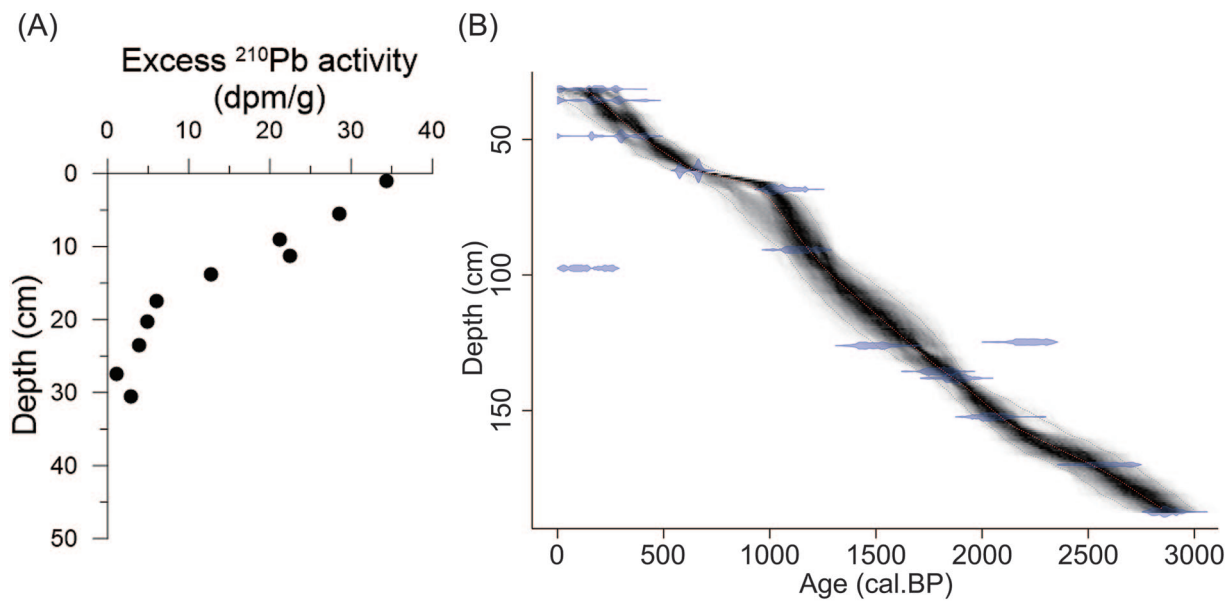 (A)
Excess ²¹⁰Pb activity
(dpm/g)
0 10 20 30 40
0
10
20
30
40
50
Depth (cm)
(B)
50
100
150
Depth (cm)
0 500 1000 1500 2000 2500 3000
Age (cal.BP)